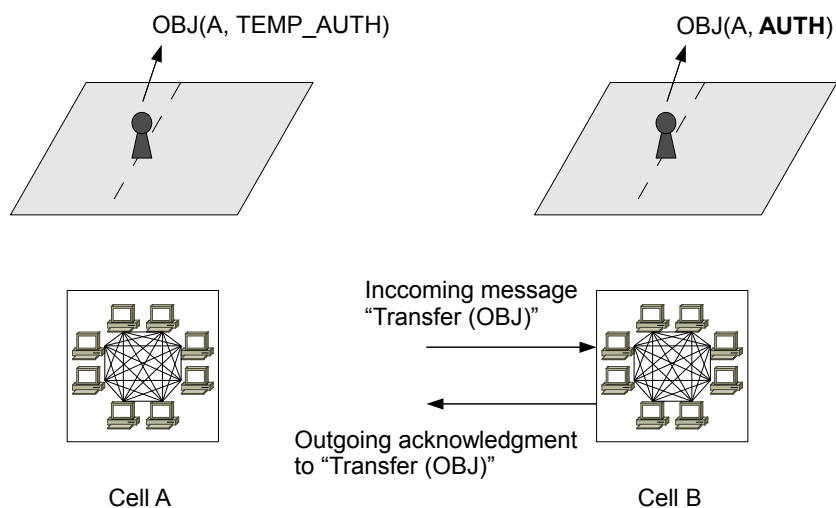 OBJ(A, TEMP_AUTH)
OBJ(A, AUTH)
Inccoming message
“Transfer (OBJ)”
Outgoing acknowledgment
to “Transfer (OBJ)”
Cell A
Cell B